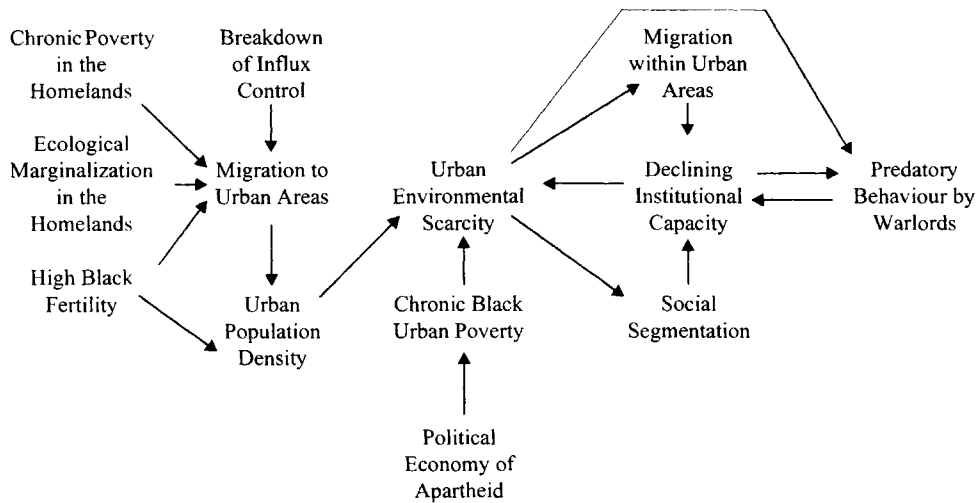 Chronic Poverty
in the
Homelands
Breakdown
of Influx
Control
Migration
within Urban
Areas
Ecological
Marginalization
in the
Homelands
Migration to
Urban Areas
Urban
Environmental
Scarcity
Declining
Institutional
Capacity
Predatory
Behaviour by
Warlords
High Black
Fertility
Urban
Population
Density
Chronic Black
Urban Poverty
Social
Segmentation
Political
Economy of
Apartheid